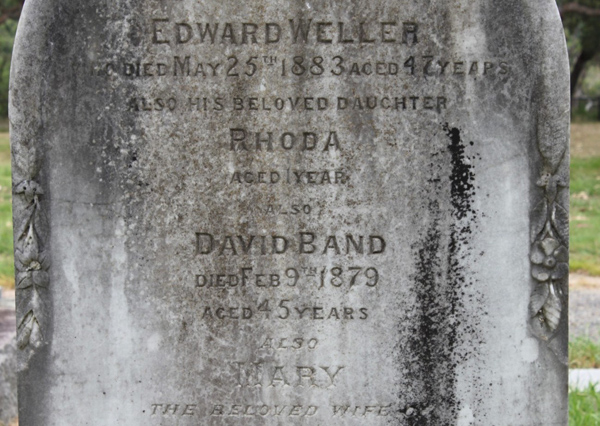 EDWARD WELLER
WHO DIED MAY 25TH 1883 AGED 47 YEARS
ALSO HIS BELOVED DAUGHTER
RHODA
AGED 1 YEAR
ALSO
DAVID BAND
DIED FEB 9TH 1879
AGED 45 YEARS
ALSO
MARY
THE BELOVED WIFE